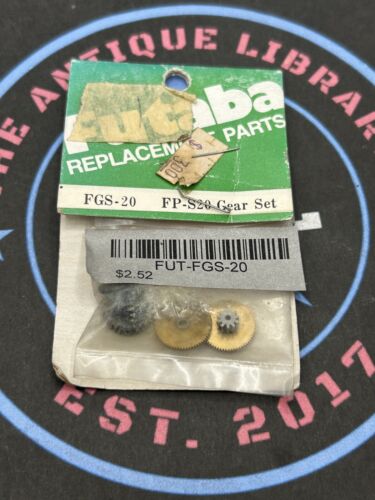 THE ANTIQUE LIBRARY
Futaba
REPLACEMENT PARTS
FGS-20 FP-S20 Gear Set
FUT-FGS-20
$2.52
EST. 2017